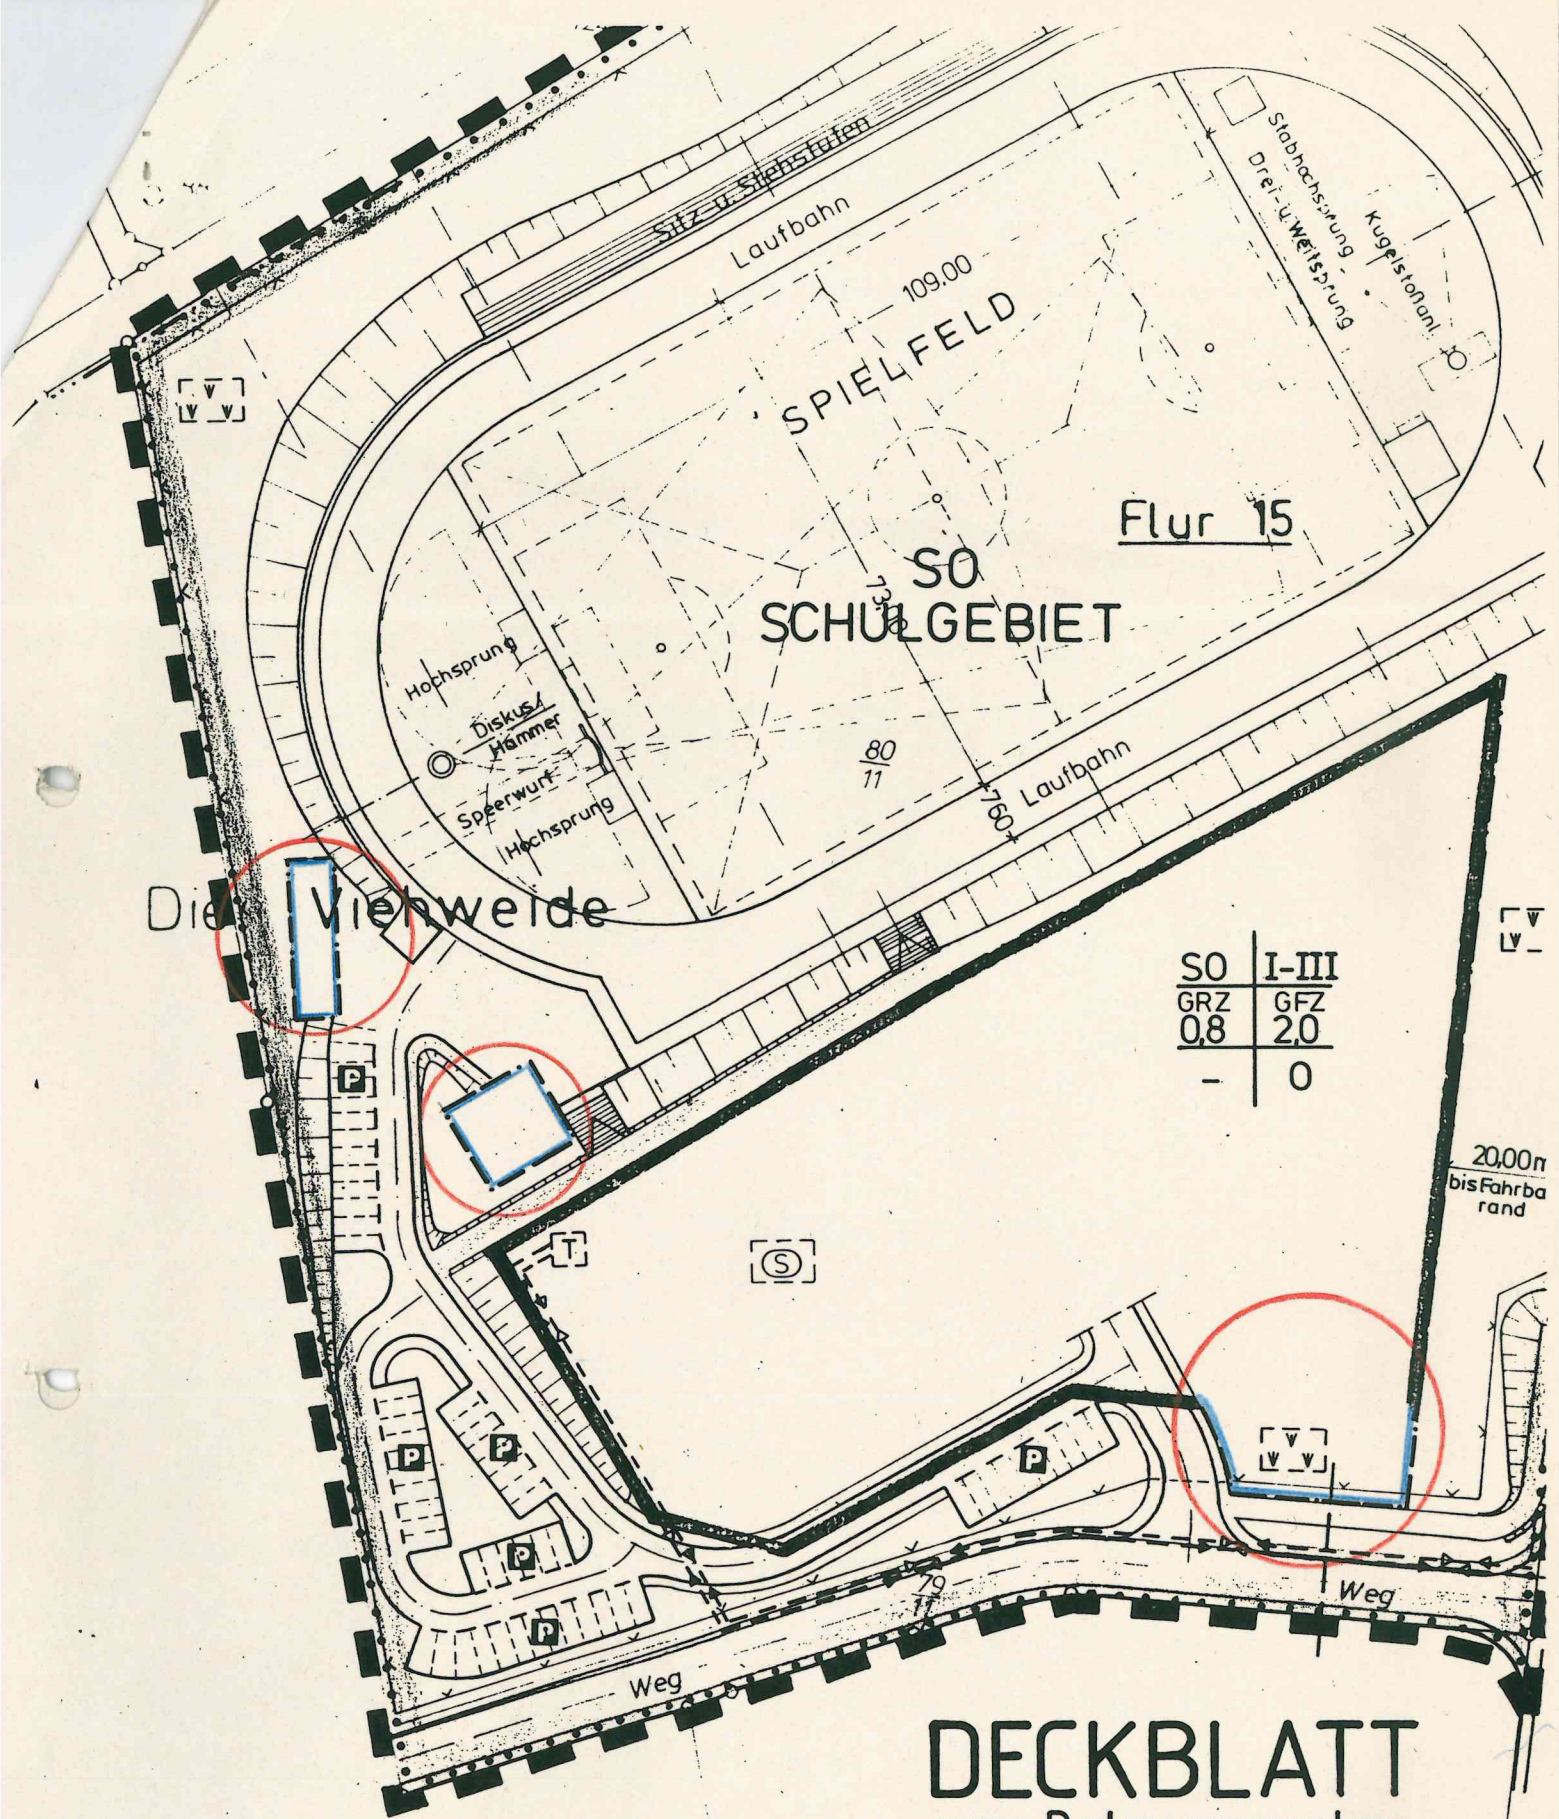 Sitz- u. Stehstufen
Laufbahn
109.00
SPIELFELD
Stabhochsprung -
Drei- u. Weitsprung
Kugelstoßanl.
Flur 15
SO
SCHULGEBIET
Hochsprung
Diskus/
Hammer
Speerwurf
Hochsprung
80
11
Laufbahn
760
Die Viehweide
SO I-III
GRZ GFZ
0,8 2,0
- O
20,00m
bis Fahrba
rand
P
T
S
P
P
P
P
P
79
11
Weg
Weg
DECKBLATT